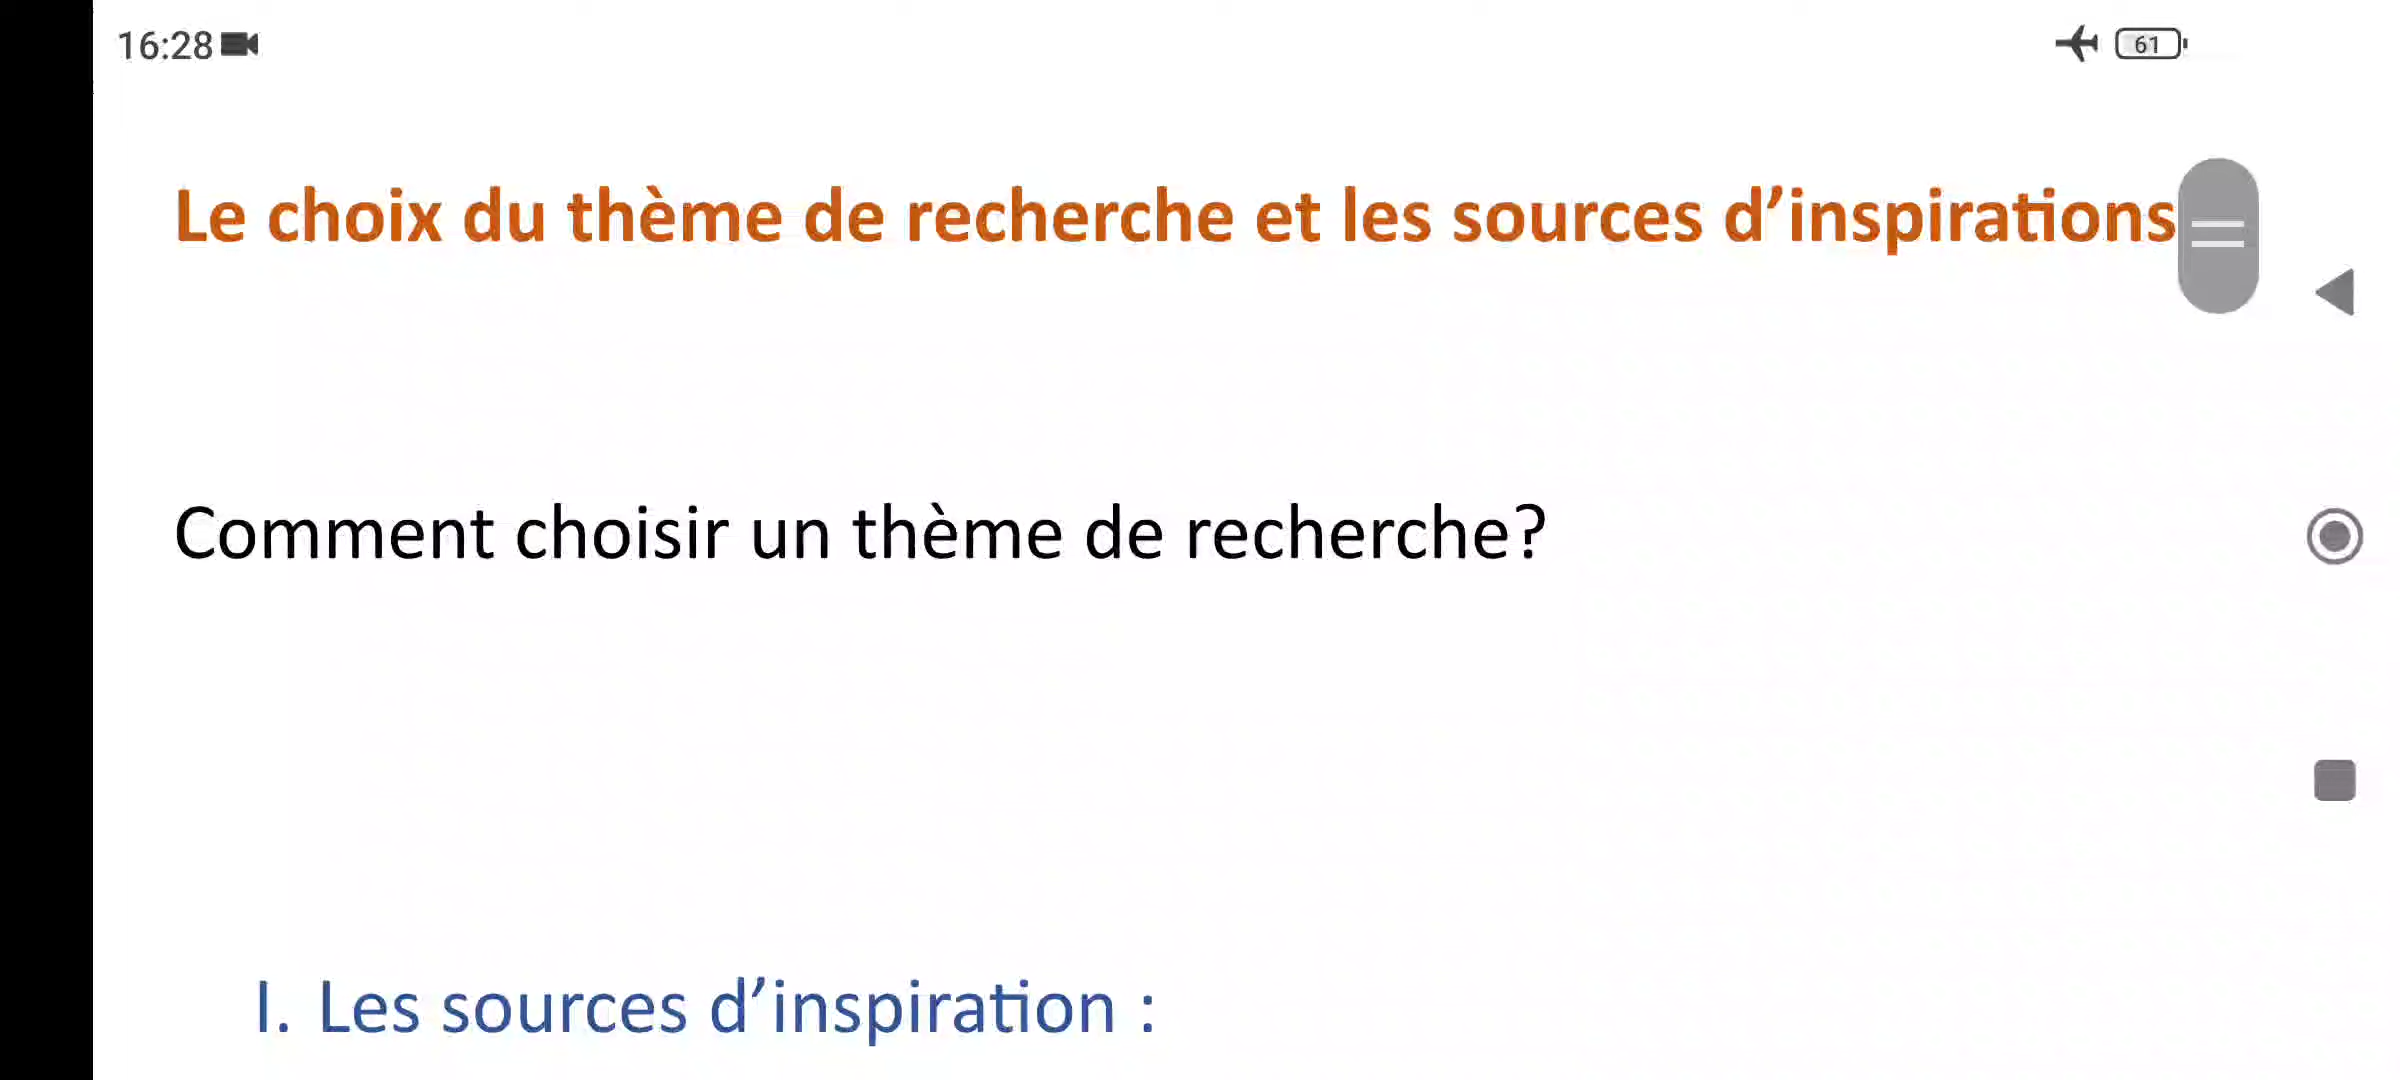 16:28
61
Le choix du thème de recherche et les sources d’inspirations
Comment choisir un thème de recherche?
I. Les sources d’inspiration :